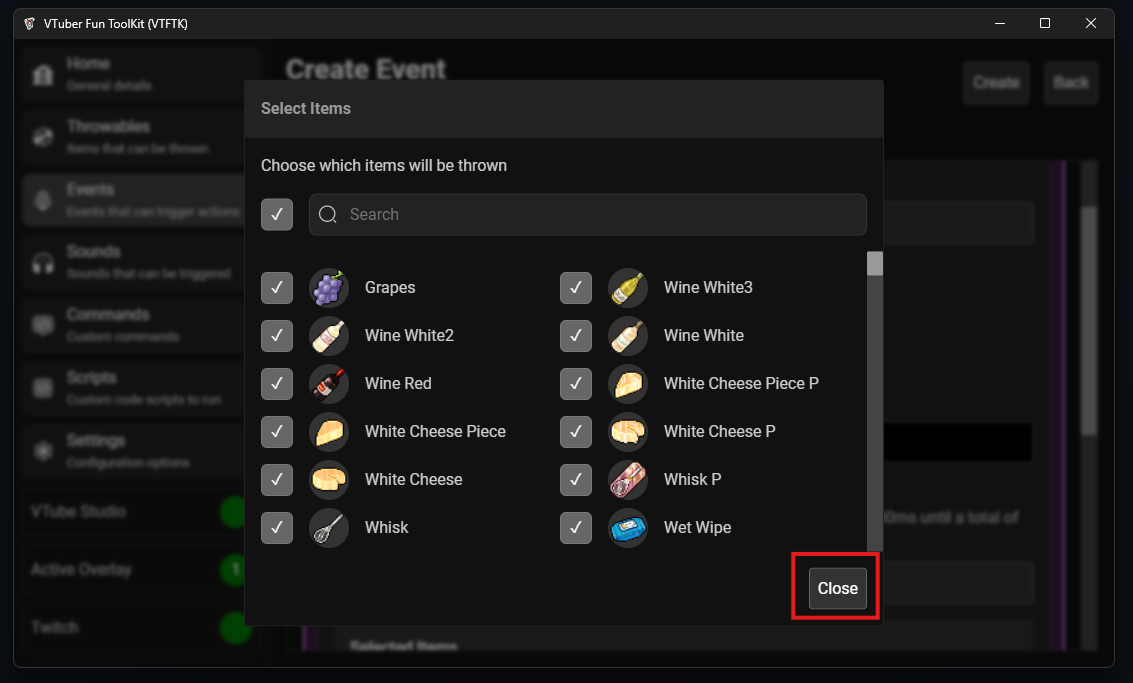 VTuber Fun ToolKit (VTFTK)
Home
General details
Throwables
Items that can be thrown
Events
Events that can trigger actions
Sounds
Sounds that can be triggered
Commands
Custom commands
Scripts
Custom code scripts to run
Settings
Configuration options
VTube Studio
Active Overlay
1
Twitch
Create Event
Create
Back
Select Items
Choose which items will be thrown
Search
Grapes
Wine White3
Wine White2
Wine White
Wine Red
White Cheese Piece P
White Cheese Piece
White Cheese P
White Cheese
Whisk P
Whisk
Wet Wipe
until a total of
Close
Selected Items